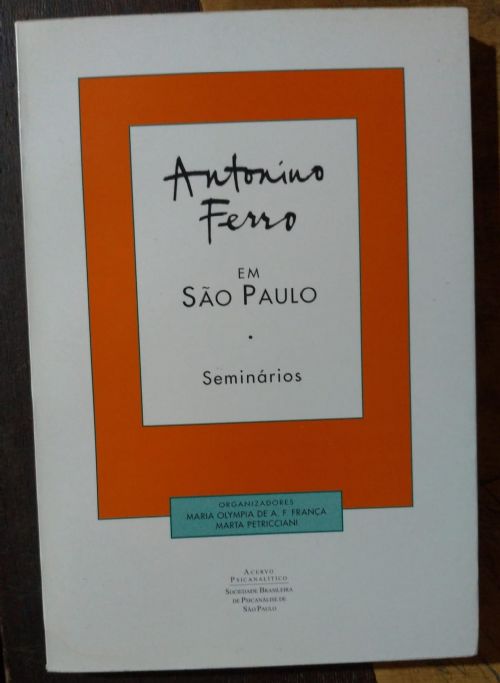 Antonino
Ferro
EM
SÃO PAULO
.
Seminários
ORGANIZADORES
MARIA OLYMPIA DE A. F. FRANÇA
MARTA PETRICCIANI
ACERVO
PSICANALÍTICO
SOCIEDADE BRASILEIRA
DE PSICANÁLISE DE
SÃO PAULO